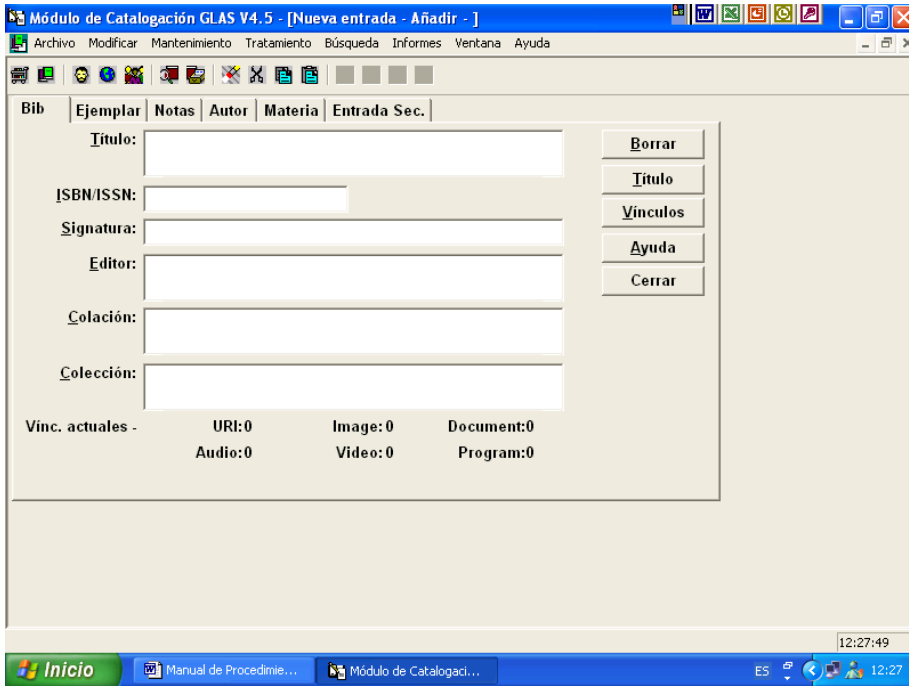 Módulo de Catalogación GLAS V4.5 - [Nueva entrada - Añadir - ]
Archivo Modificar Mantenimiento Tratamiento Búsqueda Informes Ventana Ayuda
Bib Ejemplar Notas Autor Materia Entrada Sec.
Título:
Borrar
Título
ISBN/ISSN:
Vínculos
Signatura:
Ayuda
Editor:
Cerrar
Colación:
Colección:
Vínc. actuales - URI:0 Image:0 Document:0
Audio:0 Video:0 Program:0
12:27:49
Inicio Manual de Procedimie... Módulo de Catalogaci... ES 12:27